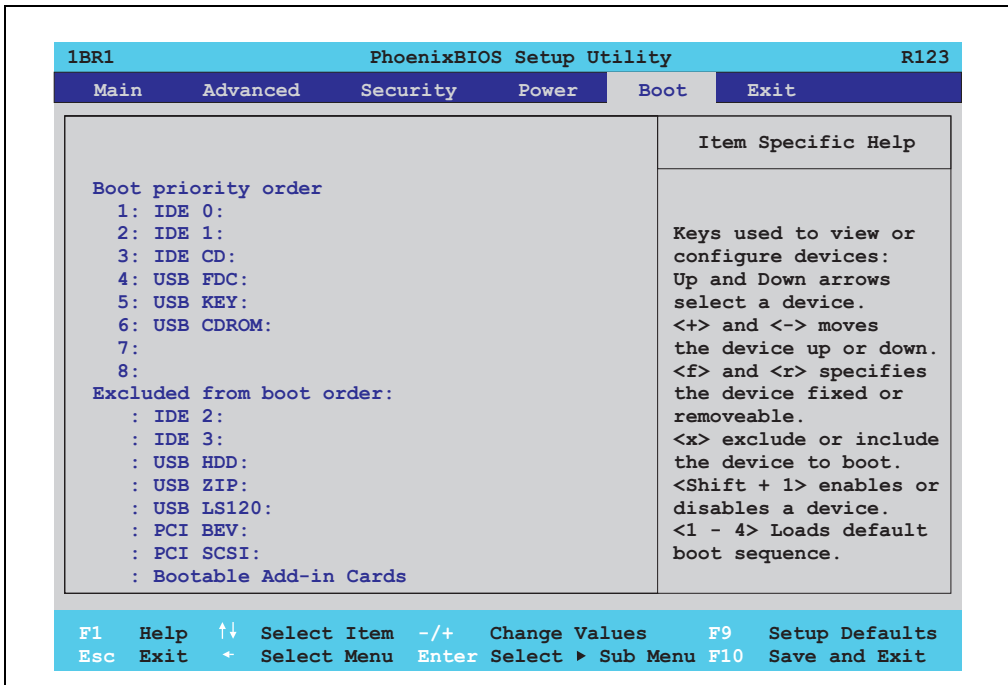 1BR1 PhoenixBIOS Setup Utility R123
Main Advanced Security Power Boot Exit
Item Specific Help
Boot priority order
1: IDE 0:
2: IDE 1:
3: IDE CD:
4: USB FDC:
5: USB KEY:
6: USB CDROM:
7:
8:
Excluded from boot order:
: IDE 2:
: IDE 3:
: USB HDD:
: USB ZIP:
: USB LS120:
: PCI BEV:
: PCI SCSI:
: Bootable Add-in Cards
Keys used to view or
configure devices:
Up and Down arrows
select a device.
<+> and <-> moves
the device up or down.
<f> and <r> specifies
the device fixed or
removeable.
<x> exclude or include
the device to boot.
<Shift + 1> enables or
disables a device.
<1 - 4> Loads default
boot sequence.
F1 Help ↑↓ Select Item -/+ Change Values F9 Setup Defaults
Esc Exit ← Select Menu Enter Select ▶ Sub Menu F10 Save and Exit